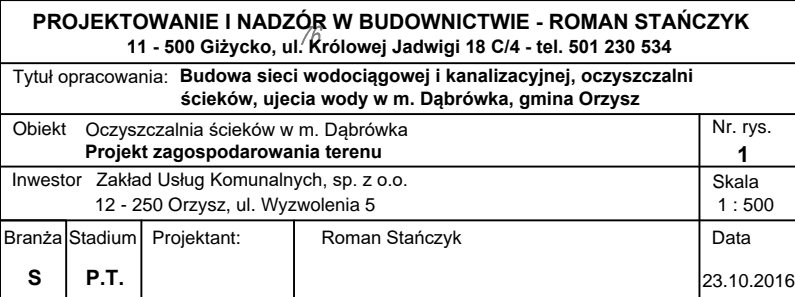 PROJEKTOWANIE I NADZÓR W BUDOWNICTWIE - ROMAN STAŃCZYK
11 - 500 Giżycko, ul. Królowej Jadwigi 18 C/4 - tel. 501 230 534
Tytuł opracowania: Budowa sieci wodociągowej i kanalizacyjnej, oczyszczalni
ścieków, ujecia wody w m. Dąbrówka, gmina Orzysz
Obiekt Oczyszczalnia ścieków w m. Dąbrówka
Projekt zagospodarowania terenu
Nr. rys.
1
Inwestor Zakład Usług Komunalnych, sp. z o.o.
12 - 250 Orzysz, ul. Wyzwolenia 5
Skala
1 : 500
Branża Stadium Projektant: Roman Stańczyk Data
S P.T. 23.10.2016